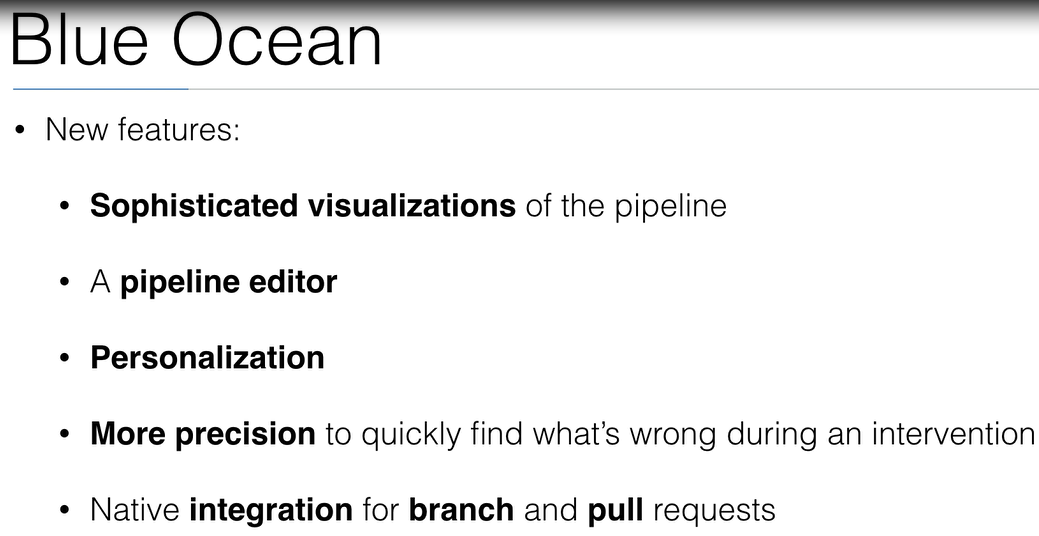 Blue Ocean
• New features:
• Sophisticated visualizations of the pipeline
• A pipeline editor
• Personalization
• More precision to quickly find what’s wrong during an intervention
• Native integration for branch and pull requests